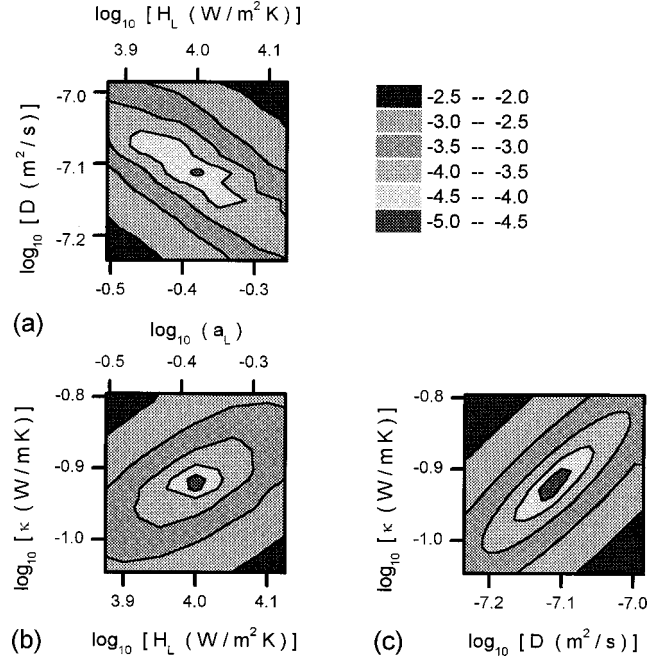 log10 [ H_L ( W / m² K ) ]
3.9 4.0 4.1
log10 [ D ( m² / s ) ]
-7.0
-7.1
-7.2
-0.5 -0.4 -0.3
(a)
log10 ( a_L )
-2.5 -- -2.0
-3.0 -- -2.5
-3.5 -- -3.0
-4.0 -- -3.5
-4.5 -- -4.0
-5.0 -- -4.5
-0.5 -0.4 -0.3
log10 [ κ ( W / m K ) ]
-0.8
-0.9
-1.0
3.9 4.0 4.1
(b)
log10 [ H_L ( W / m² K ) ]
log10 [ κ ( W / m K ) ]
-0.8
-0.9
-1.0
-7.2 -7.1 -7.0
(c)
log10 [ D ( m² / s ) ]